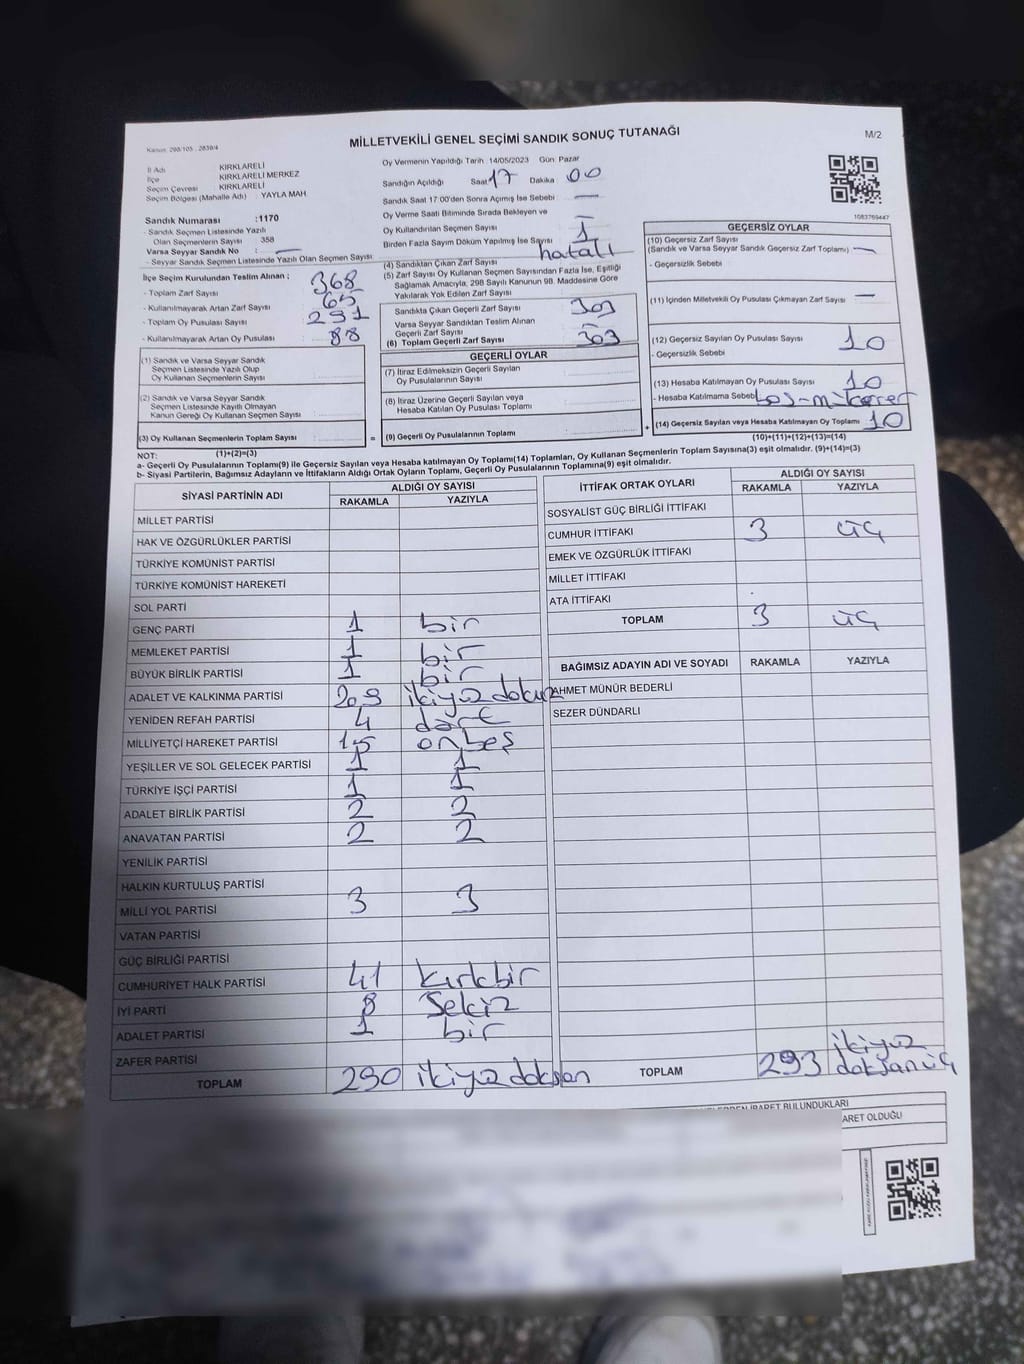 Kanun: 298/105 , 2839/4
MİLLETVEKİLİ GENEL SEÇİMİ SANDIK SONUÇ TUTANAĞI
M/2
İl Adı KIRKLARELİ
İlçe KIRKLARELİ MERKEZ
Seçim Çevresi KIRKLARELİ
Seçim Bölgesi (Mahalle Adı) : YAYLA MAH.
Sandık Numarası :1170
- Sandık Seçmen Listesinde Yazılı
Olan Seçmenlerin Sayısı 358
Varsa Seyyar Sandık No : —
- Seyyar Sandık Seçmen Listesinde Yazılı Olan Seçmen Sayısı
İlçe Seçim Kurulundan Teslim Alınan ;
- Toplam Zarf Sayısı 368
- Kullanılmayarak Artan Zarf Sayısı 65
- Toplam Oy Pusulası Sayısı
- Kullanılmayarak Artan Oy Pusulası 88
(1) Sandık ve Varsa Seyyar Sandık
Seçmen Listesinde Yazılı Olup
Oy Kullanan Seçmenlerin Sayısı
(2) Sandık ve Varsa Seyyar Sandık
Seçmen Listesinde Kayıtlı Olmayan
Kanun Gereği Oy Kullanan Seçmen Sayısı
(3) Oy Kullanan Seçmenlerin Toplam Sayısı
(1)+(2)=(3)
Oy Vermenin Yapıldığı Tarih :14/05/2023 Gün: Pazar
Sandığın Açıldığı Saat 17 Dakika 00
Sandık Saat 17:00'den Sonra Açılmış İse Sebebi —
Oy Verme Saati Bitiminde Sırada Bekleyen ve
Oy Kullandırılan Seçmen Sayısı —
Birden Fazla Sayım Döküm Yapılmış İse Sayısı 1
hatalı
(4) Sandıktan Çıkan Zarf Sayısı
(5) Zarf Sayısı Oy Kullanan Seçmen Sayısından Fazla İse, Eşitliği
Sağlamak Amacıyla, 298 Sayılı Kanunun 98. Maddesine Göre
Yakılarak Yok Edilen Zarf Sayısı
Sandıkta Çıkan Geçerli Zarf Sayısı 303
Varsa Seyyar Sandıktan Teslim Alınan
Geçerli Zarf Sayısı —
(6) Toplam Geçerli Zarf Sayısı 303
GEÇERLİ OYLAR
(7) İtiraz Edilmeksizin Geçerli Sayılan
Oy Pusulalarının Sayısı
(8) İtiraz Üzerine Geçerli Sayılan veya
Hesaba Katılan Oy Pusulası Toplamı
= (9) Geçerli Oy Pusulalarının Toplamı +
1083769447
GEÇERSİZ OYLAR
(10) Geçersiz Zarf Sayısı
(Sandık ve Varsa Seyyar Sandık Geçersiz Zarf Toplamı) —
- Geçersizlik Sebebi
(11) İçinden Milletvekili Oy Pusulası Çıkmayan Zarf Sayısı —
(12) Geçersiz Sayılan Oy Pusulası Sayısı 10
- Geçersizlik Sebebi
(13) Hesaba Katılmayan Oy Pusulası Sayısı 10
- Hesaba Katılmama Sebebi boş-mükerrer
(14) Geçersiz Sayılan veya Hesaba Katılmayan Oy Toplamı 10
(10)+(11)+(12)+(13)=(14)
NOT:
a- Geçerli Oy Pusulalarının Toplamı(9) ile Geçersiz Sayılan veya Hesaba katılmayan Oy Toplamı(14) Toplamları, Oy Kullanan Seçmenlerin Toplam Sayısına(3) eşit olmalıdır. (9)+(14)=(3)
b- Siyasi Partilerin, Bağımsız Adayların ve İttifakların Aldığı Ortak Oyların Toplamı, Geçerli Oy Pusulalarının Toplamına(9) eşit olmalıdır.
SİYASİ PARTİNİN ADI ALDIĞI OY SAYISI
RAKAMLA YAZIYLA
MİLLET PARTİSİ
HAK VE ÖZGÜRLÜKLER PARTİSİ
TÜRKİYE KOMÜNİST PARTİSİ
TÜRKİYE KOMÜNİST HAREKETİ
SOL PARTİ
GENÇ PARTİ 1 bir
MEMLEKET PARTİSİ 1 bir
BÜYÜK BİRLİK PARTİSİ 1 bir
ADALET VE KALKINMA PARTİSİ 209 ikiyüz dokuz
YENİDEN REFAH PARTİSİ 4 dört
MİLLİYETÇİ HAREKET PARTİSİ 15 onbeş
YEŞİLLER VE SOL GELECEK PARTİSİ 1 1
TÜRKİYE İŞÇİ PARTİSİ 1 1
ADALET BİRLİK PARTİSİ 2 2
ANAVATAN PARTİSİ 2 2
YENİLİK PARTİSİ
HALKIN KURTULUŞ PARTİSİ
MİLLİ YOL PARTİSİ 3 3
VATAN PARTİSİ
GÜÇ BİRLİĞİ PARTİSİ
CUMHURİYET HALK PARTİSİ 41 kırkbir
İYİ PARTİ 8 Sekiz
ADALET PARTİSİ 1 bir
ZAFER PARTİSİ
TOPLAM 290 ikiyüz doksan
İTTİFAK ORTAK OYLARI ALDIĞI OY SAYISI
RAKAMLA YAZIYLA
SOSYALİST GÜÇ BİRLİĞİ İTTİFAKI
CUMHUR İTTİFAKI 3 üç
EMEK VE ÖZGÜRLÜK İTTİFAKI
MİLLET İTTİFAKI
ATA İTTİFAKI
TOPLAM 3 üç
BAĞIMSIZ ADAYIN ADI VE SOYADI RAKAMLA YAZIYLA
AHMET MÜNÜR BEDERLİ
SEZER DÜNDARLI
TOPLAM 293 ikiyüz doksanüç
İBARET BULUNDUKLARI
ARET OLDUĞU